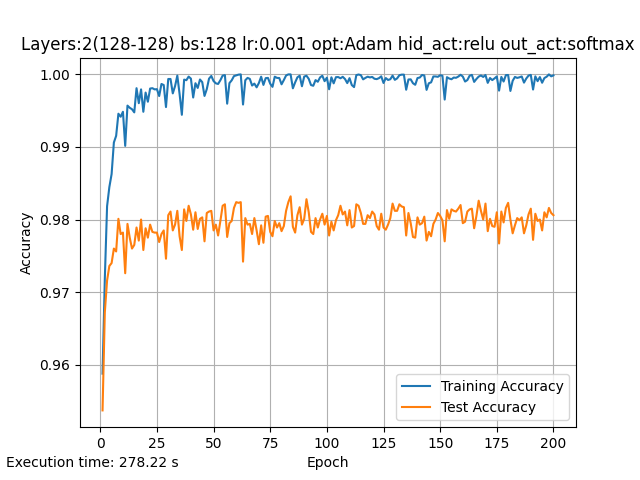 Layers:2(128-128) bs:128 lr:0.001 opt:Adam hid_act:relu out_act:softmax
1.00
0.99
0.98
0.97
0.96
Accuracy
Training Accuracy
Test Accuracy
0 25 50 75 100 125 150 175 200
Execution time: 278.22 s Epoch